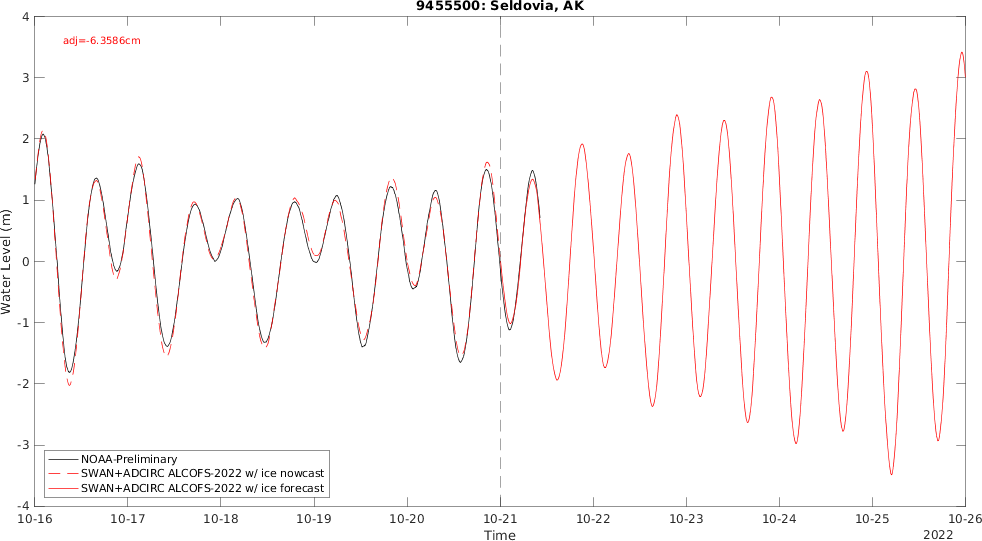 9455500: Seldovia, AK
adj=-6.3586cm
Water Level (m)
4
3
2
1
0
-1
-2
-3
-4
NOAA-Preliminary
SWAN+ADCIRC ALCOFS-2022 w/ ice nowcast
SWAN+ADCIRC ALCOFS-2022 w/ ice forecast
10-16 10-17 10-18 10-19 10-20 10-21 10-22 10-23 10-24 10-25 10-26
Time
2022